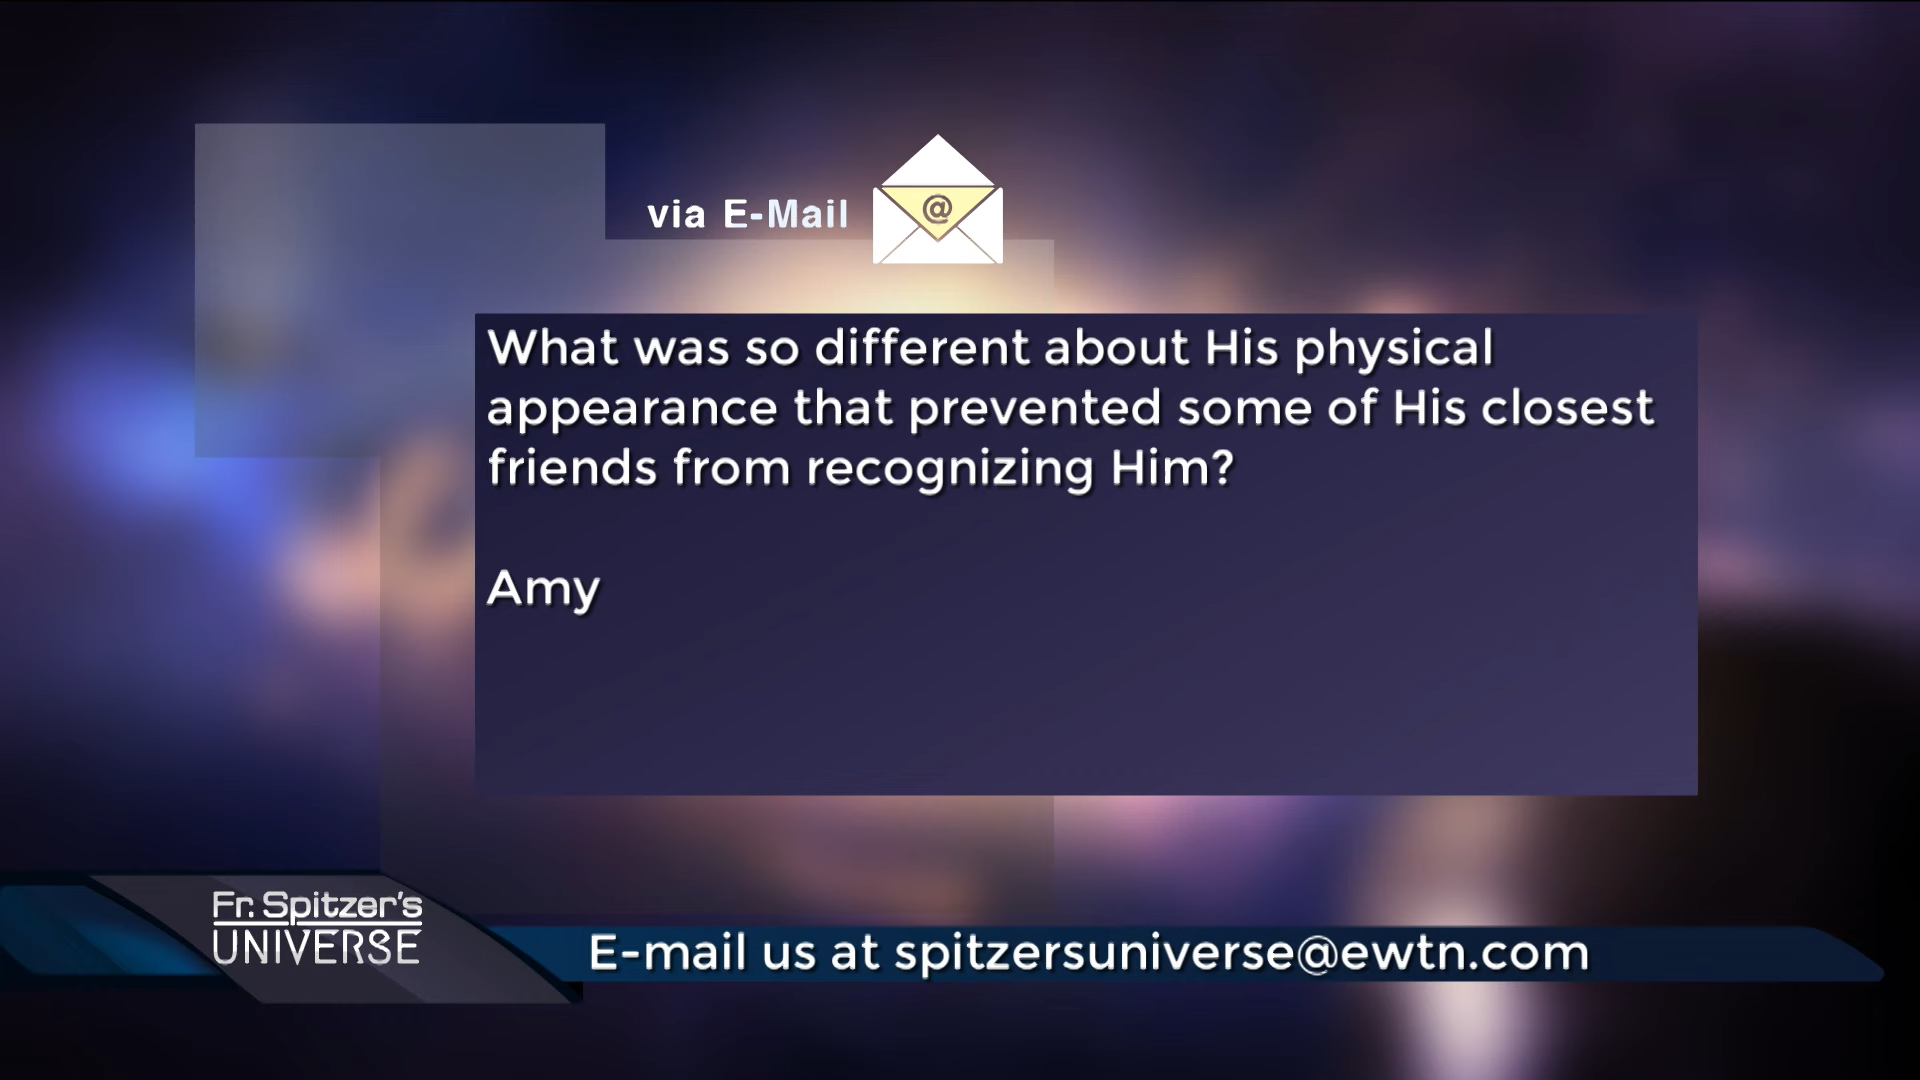 via E-Mail
@
What was so different about His physical
appearance that prevented some of His closest
friends from recognizing Him?
Amy
Fr. Spitzer's
UNIVERSE
E-mail us at spitzersuniverse@ewtn.com